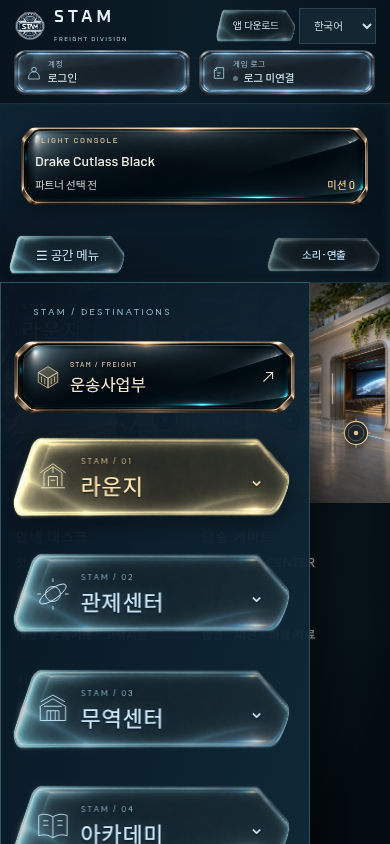 STAM
FREIGHT DIVISION
앱 다운로드
한국어
계정
로그인
게임 로그
로그 미연결
FLIGHT CONSOLE
Drake Cutlass Black
파트너 선택 전
미션 0
☰ 공간 메뉴
소리·연출
STAM / DESTINATIONS
라운지
STAM / FREIGHT
운송사업부
STAM / 01
라운지
STAM / 02
관제센터
STAM / 03
무역센터
STAM / 04
아카데미